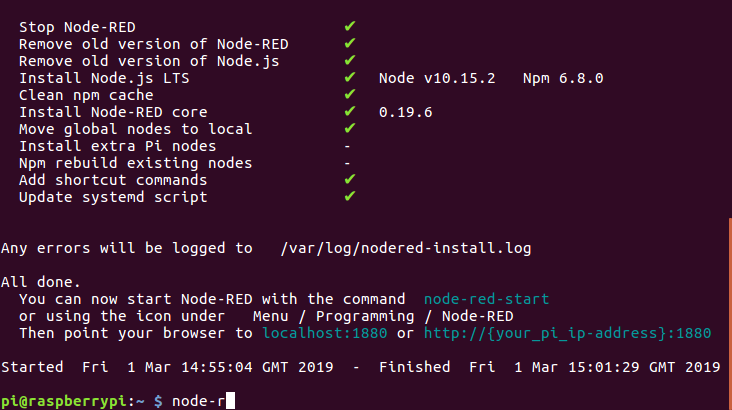 Stop Node-RED ✔
Remove old version of Node-RED ✔
Remove old version of Node.js ✔
Install Node.js LTS ✔ Node v10.15.2 Npm 6.8.0
Clean npm cache ✔
Install Node-RED core ✔ 0.19.6
Move global nodes to local ✔
Install extra Pi nodes -
Npm rebuild existing nodes -
Add shortcut commands ✔
Update systemd script ✔
Any errors will be logged to /var/log/nodered-install.log
All done.
You can now start Node-RED with the command node-red-start
or using the icon under Menu / Programming / Node-RED
Then point your browser to localhost:1880 or http://{your_pi_ip-address}:1880
Started Fri 1 Mar 14:55:04 GMT 2019 - Finished Fri 1 Mar 15:01:29 GMT 2019
pi@raspberrypi:~ $ node-r